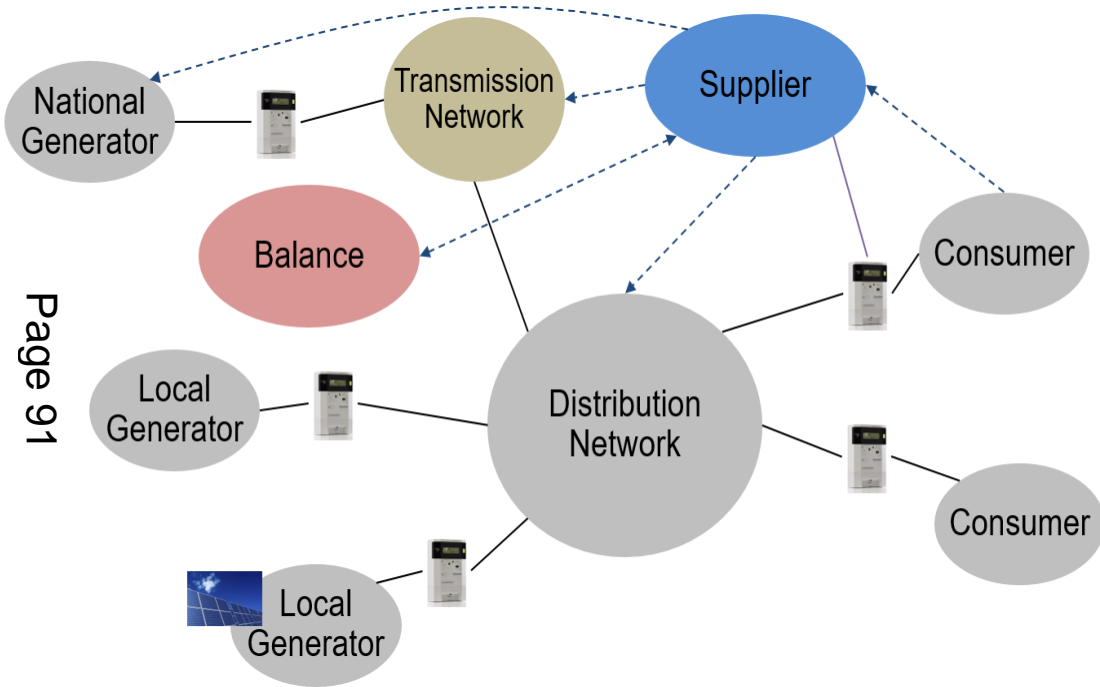 National
Generator
Transmission
Network
Supplier
Balance
Consumer
Page 91
Local
Generator
Distribution
Network
Consumer
Local
Generator